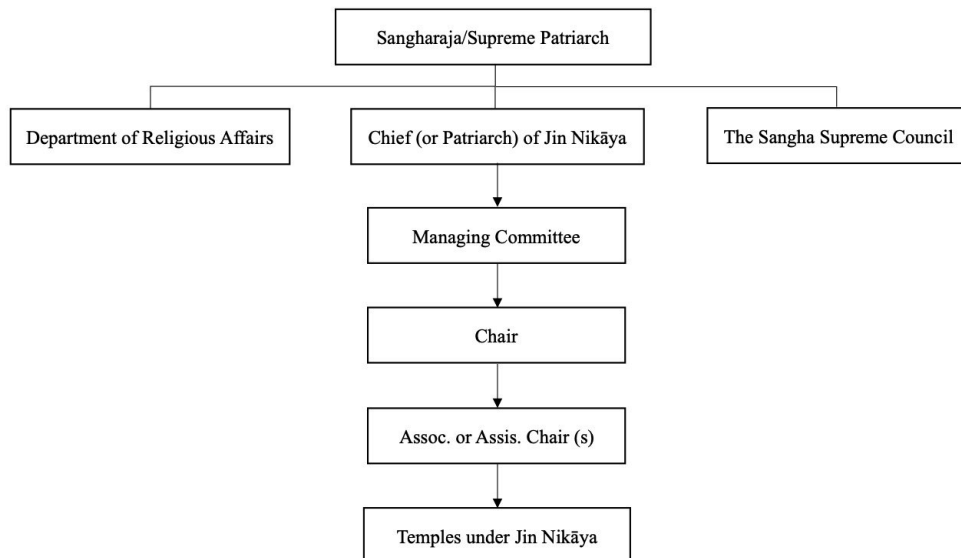 Sangharaja/Supreme Patriarch
Department of Religious Affairs
Chief (or Patriarch) of Jin Nikāya
The Sangha Supreme Council
Managing Committee
Chair
Assoc. or Assis. Chair (s)
Temples under Jin Nikāya